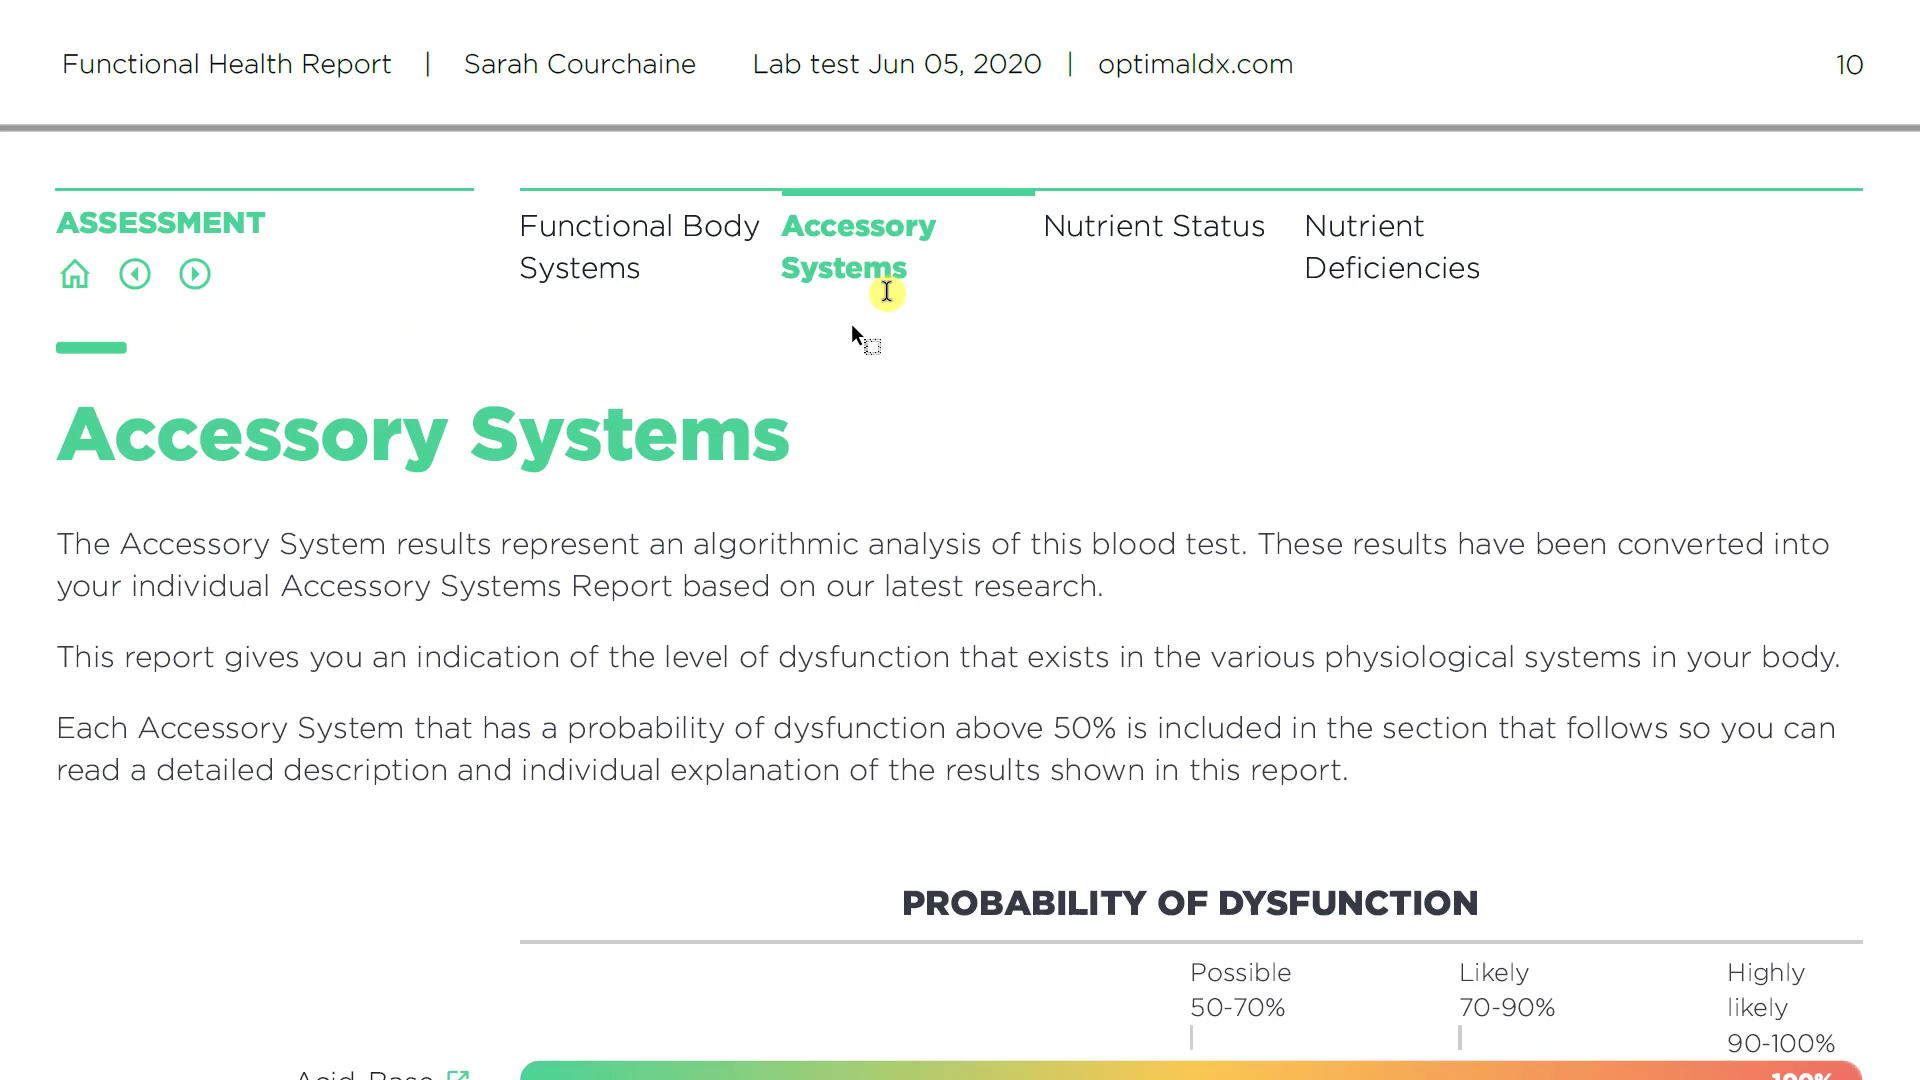 Functional Health Report | Sarah Courchaine Lab test Jun 05, 2020 | optimaldx.com 10
ASSESSMENT
Functional Body Systems
Accessory Systems
Nutrient Status
Nutrient Deficiencies
Accessory Systems
The Accessory System results represent an algorithmic analysis of this blood test. These results have been converted into
your individual Accessory Systems Report based on our latest research.
This report gives you an indication of the level of dysfunction that exists in the various physiological systems in your body.
Each Accessory System that has a probability of dysfunction above 50% is included in the section that follows so you can
read a detailed description and individual explanation of the results shown in this report.
PROBABILITY OF DYSFUNCTION
Possible
50-70%
Likely
70-90%
Highly
likely
90-100%
Acid-Base
100%